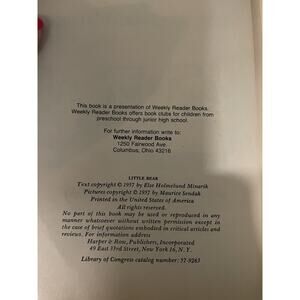 This book is a presentation of Weekly Reader Books.
Weekly Reader Books offers book clubs for children from
preschool through junior high school.
For further information write to:
Weekly Reader Books
1250 Fairwood Ave.
Columbus, Ohio 43216
LITTLE BEAR
Text copyright © 1957 by Else Holmelund Minarik
Pictures copyright © 1957 by Maurice Sendak
Printed in the United States of America
All rights reserved.
No part of this book may be used or reproduced in any
manner whatsoever without written permission except in
the case of brief quotations embodied in critical articles and
reviews. For information address
Harper & Row, Publishers, Incorporated
49 East 33rd Street, New York 16, N.Y.
Library of Congress catalog number: 57-9263